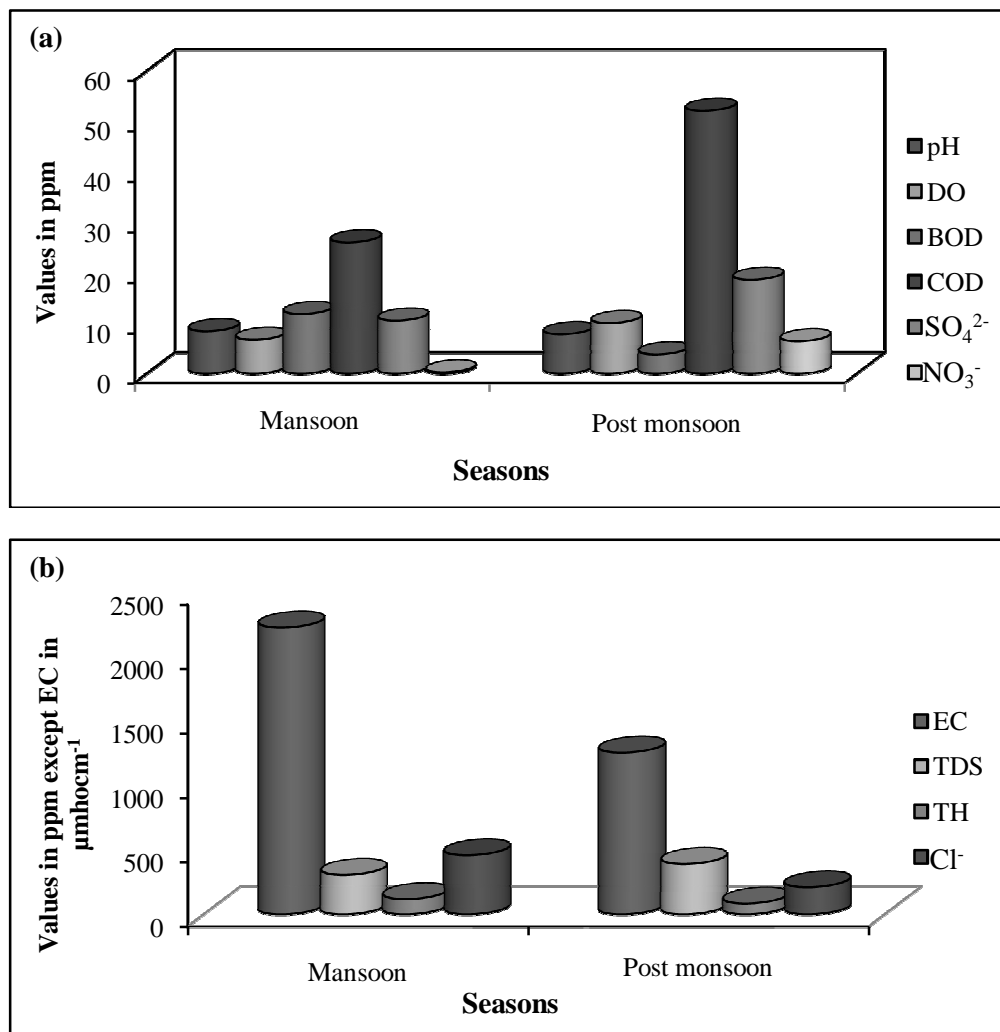 (a)
Values in ppm
60
50
40
30
20
10
0
Mansoon
Post monsoon
Seasons
pH
DO
BOD
COD
SO₄²⁻
NO₃⁻
(b)
Values in ppm except EC in
µmhocm⁻¹
2500
2000
1500
1000
500
0
Mansoon
Post monsoon
Seasons
EC
TDS
TH
Cl⁻